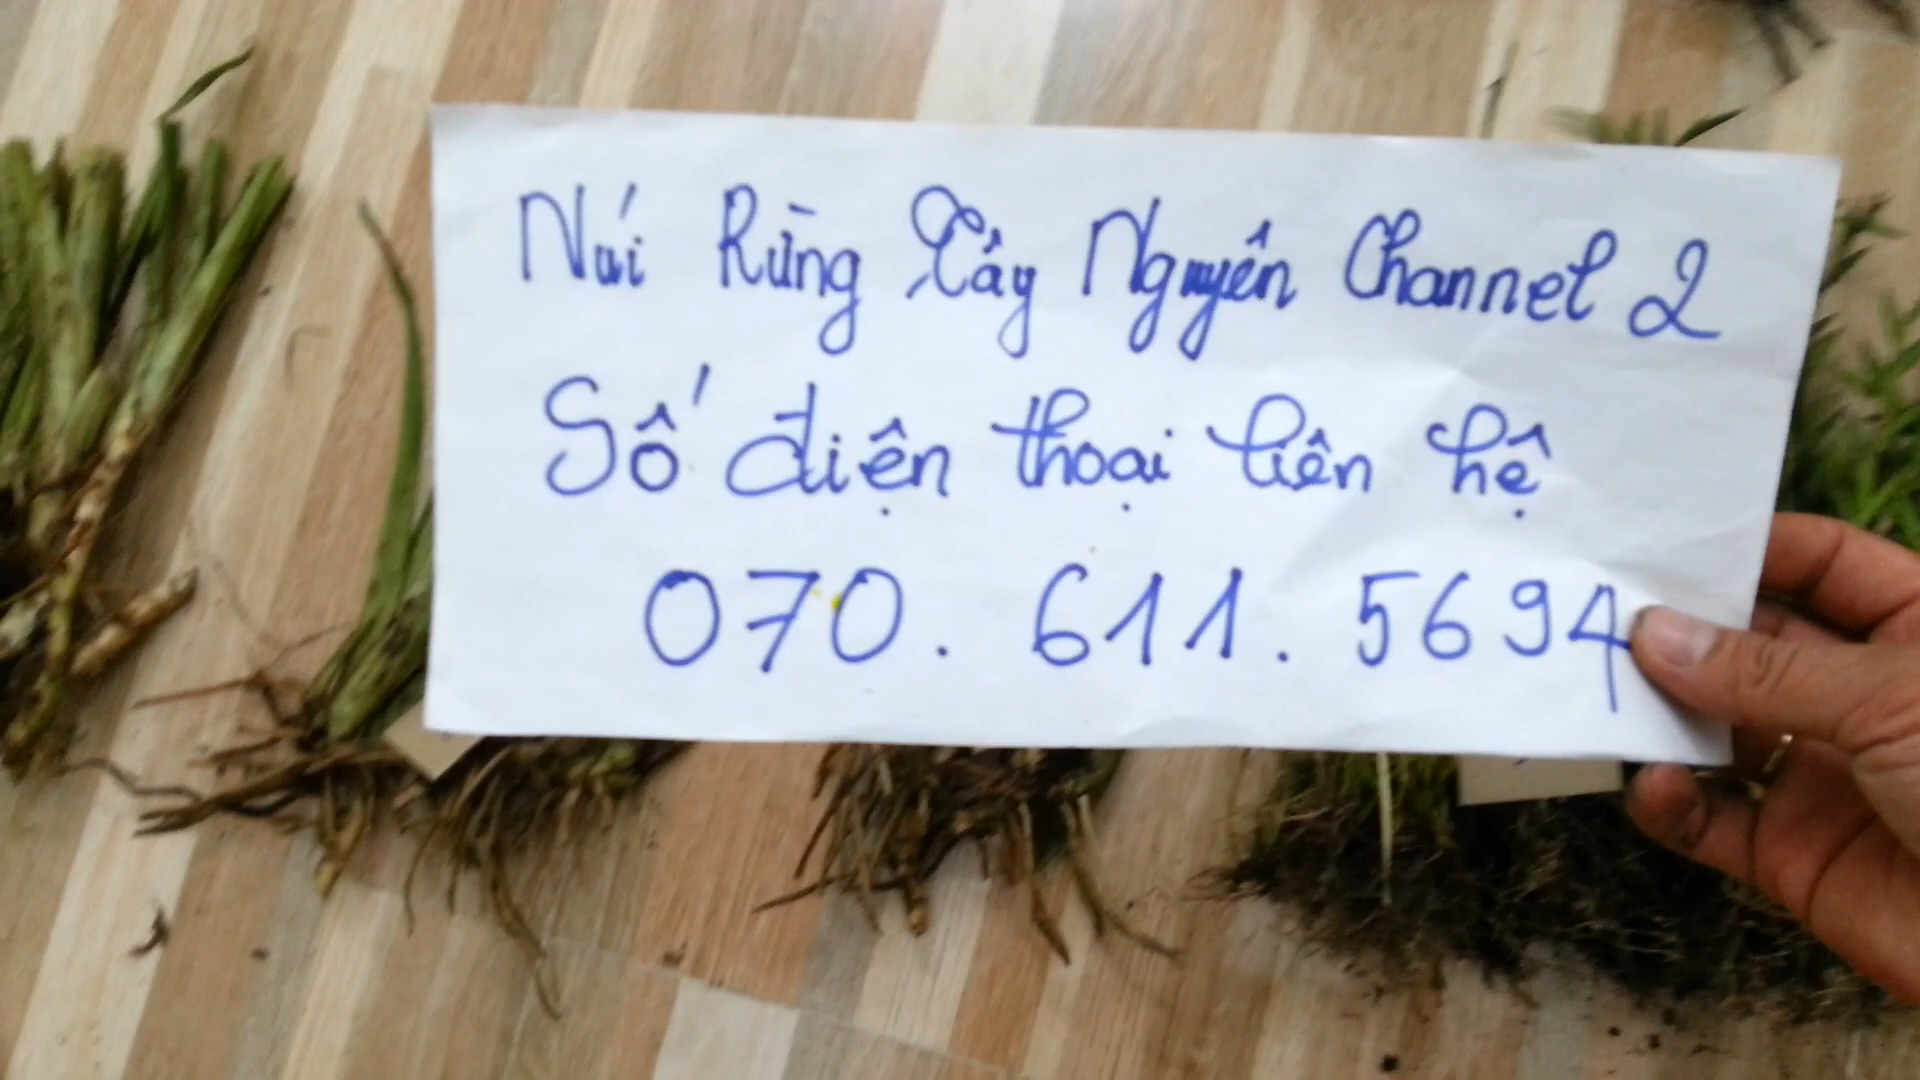 Núi Rừng Tây Nguyên Channel 2
Số điện thoại liên hệ
070. 611. 5694